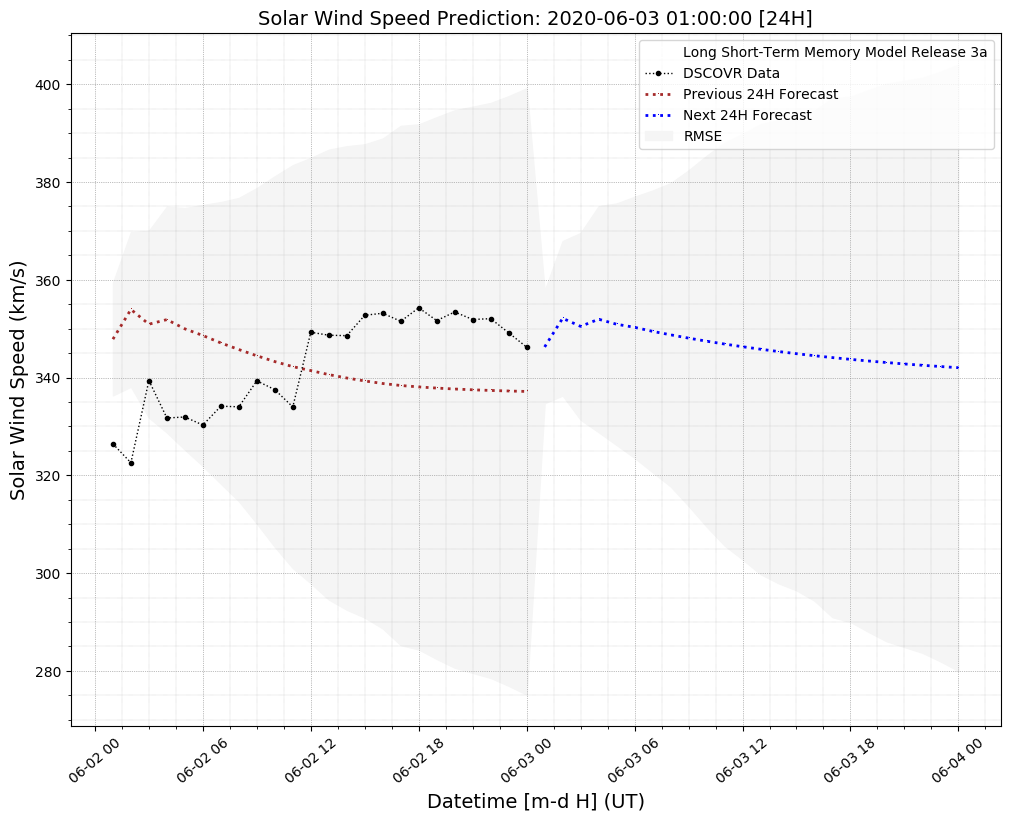 Solar Wind Speed Prediction: 2020-06-03 01:00:00 [24H]
Long Short-Term Memory Model Release 3a
DSCOVR Data
Previous 24H Forecast
Next 24H Forecast
RMSE
Solar Wind Speed (km/s)
400
380
360
340
320
300
280
06-02 00
06-02 06
06-02 12
06-02 18
06-03 00
06-03 06
06-03 12
06-03 18
06-04 00
Datetime [m-d H] (UT)